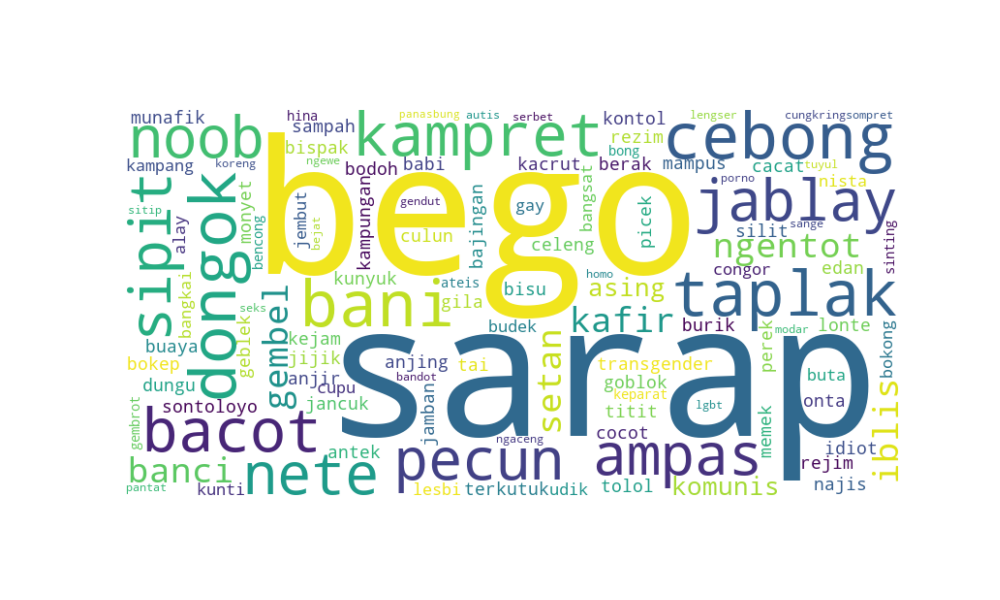 munafik
noob
hina
sampah
bispak
ngewe
panasbung
autis
serbet
kampret
kontol
rezim
bong
lengser
cungkringsompret
cebong
kampang
koreng
bodoh
babi
kacrut
berak
mampus
cacat
tuyul
sipit
sitip
alay
dongok
monyet
bencong
jembut
bejat
kampungan
gendut
culun
bajingan
bego
gay
celeng
bangsat
picek
porno
nista
jablay
silit
sange
ngentot
sinting
bangkai
kunyuk
bani
ateis
gila
bisu
homo
asing
congor
edan
taplak
seks
geblek
gembel
buaya
kejam
jijik
budek
kafir
burik
perek
modar
lonte
bokong
bokep
dungu
anjir
cupu
anjing
tai
bandot
setan
transgender
goblok
keparat
buta
sontoloyo
jancuk
jamban
sarap
titit
lgbt
onta
iblis
gembrot
bacot
antek
ngaceng
cocot
memek
idiot
banci
nete
pecun
ampas
rejim
pantat
kunti
lesbi
terkutuk
udik
tolol
komunis
najis